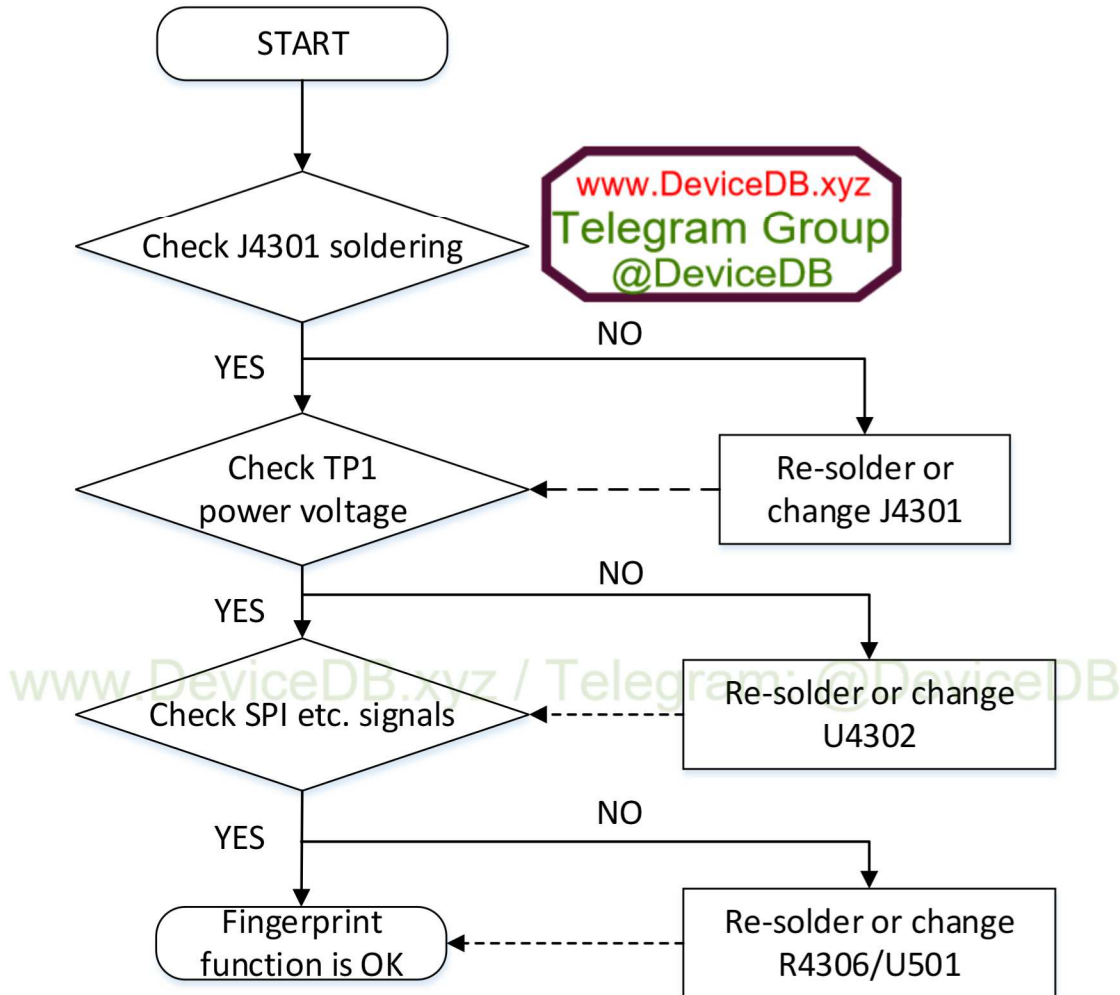 START
www.DeviceDB.xyz
Telegram Group
@DeviceDB
Check J4301 soldering
NO
YES
Check TP1
power voltage
Re-solder or
change J4301
NO
YES
www.DeviceDB.xyz / Telegram: @DeviceDB
Check SPI etc. signals
Re-solder or change
U4302
NO
YES
Fingerprint
function is OK
Re-solder or change
R4306/U501